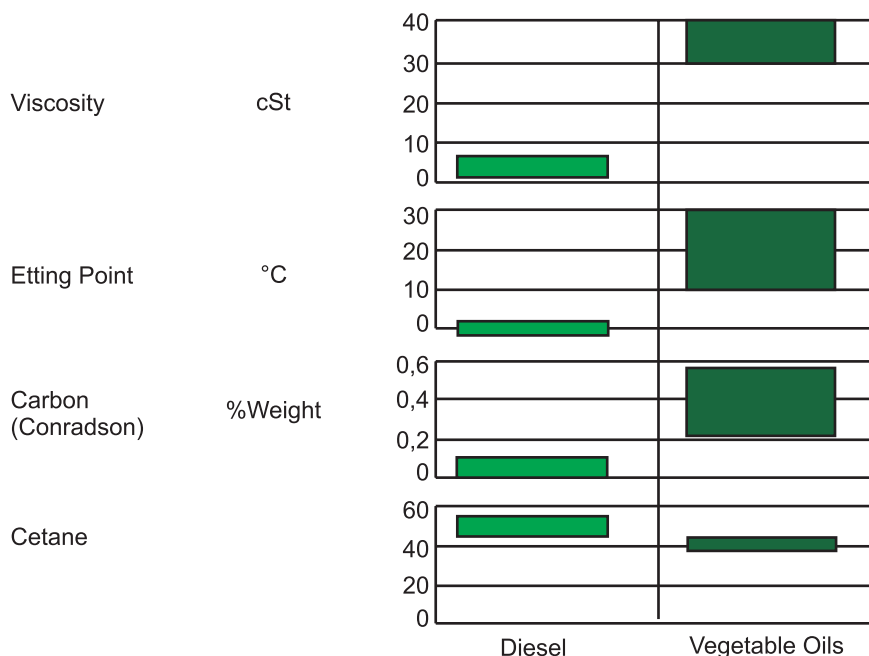 40
30
Viscosity cSt 20
10
0
30
Etting Point °C 20
10
0
0,6
Carbon
(Conradson) %Weight 0,4
0,2
0
60
Cetane 40
20
0
Diesel Vegetable Oils